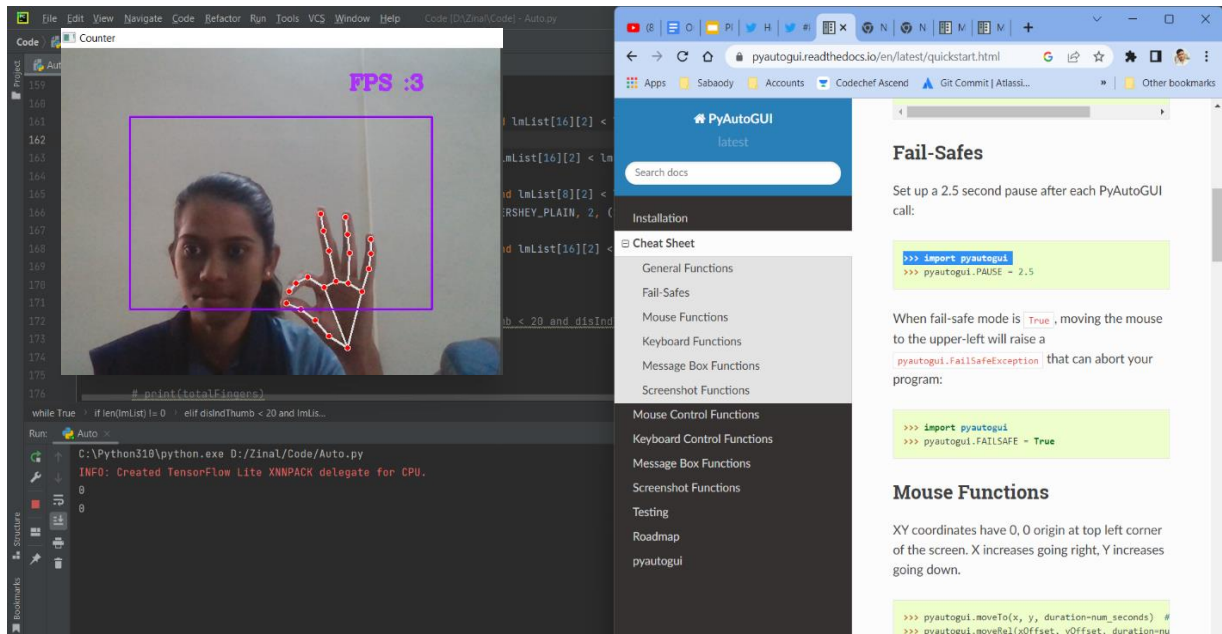 File Edit View Navigate Code Refactor Run Tools VCS Window Help Code [D:\Zinal\Code] - Auto.py
Code
Counter
Project
FPS :3
159
160
161 lmList[16][2] <
162
163 lmList[16][2] < lm
164
165 nd lmList[8][2] <
166 ERSHEY_PLAIN, 2, (
167
168 nd lmList[16][2] <
169
170
171
172 mb < 20 and disInd
173
174
175
176 # print(totalFingers)
while True › if len(lmList) != 0 › elif disIndThumb < 20 and lmLis...
Run: Auto ×
C:\Python310\python.exe D:/Zinal/Code/Auto.py
INFO: Created TensorFlow Lite XNNPACK delegate for CPU.
0
0
Structure
Bookmarks
pyautogui.readthedocs.io/en/latest/quickstart.html
Apps Sabaody Accounts Codechef Ascend Git Commit | Atlassi... » Other bookmarks
PyAutoGUI
latest
Search docs
Installation
Cheat Sheet
General Functions
Fail-Safes
Mouse Functions
Keyboard Functions
Message Box Functions
Screenshot Functions
Mouse Control Functions
Keyboard Control Functions
Message Box Functions
Screenshot Functions
Testing
Roadmap
pyautogui
Fail-Safes
Set up a 2.5 second pause after each PyAutoGUI
call:
>>> import pyautogui
>>> pyautogui.PAUSE = 2.5
When fail-safe mode is True, moving the mouse
to the upper-left will raise a
pyautogui.FailSafeException that can abort your
program:
>>> import pyautogui
>>> pyautogui.FAILSAFE = True
Mouse Functions
XY coordinates have 0, 0 origin at top left corner
of the screen. X increases going right, Y increases
going down.
>>> pyautogui.moveTo(x, y, duration=num_seconds) #
>>> pyautogui.moveRel(xOffset, yOffset, duration=nu